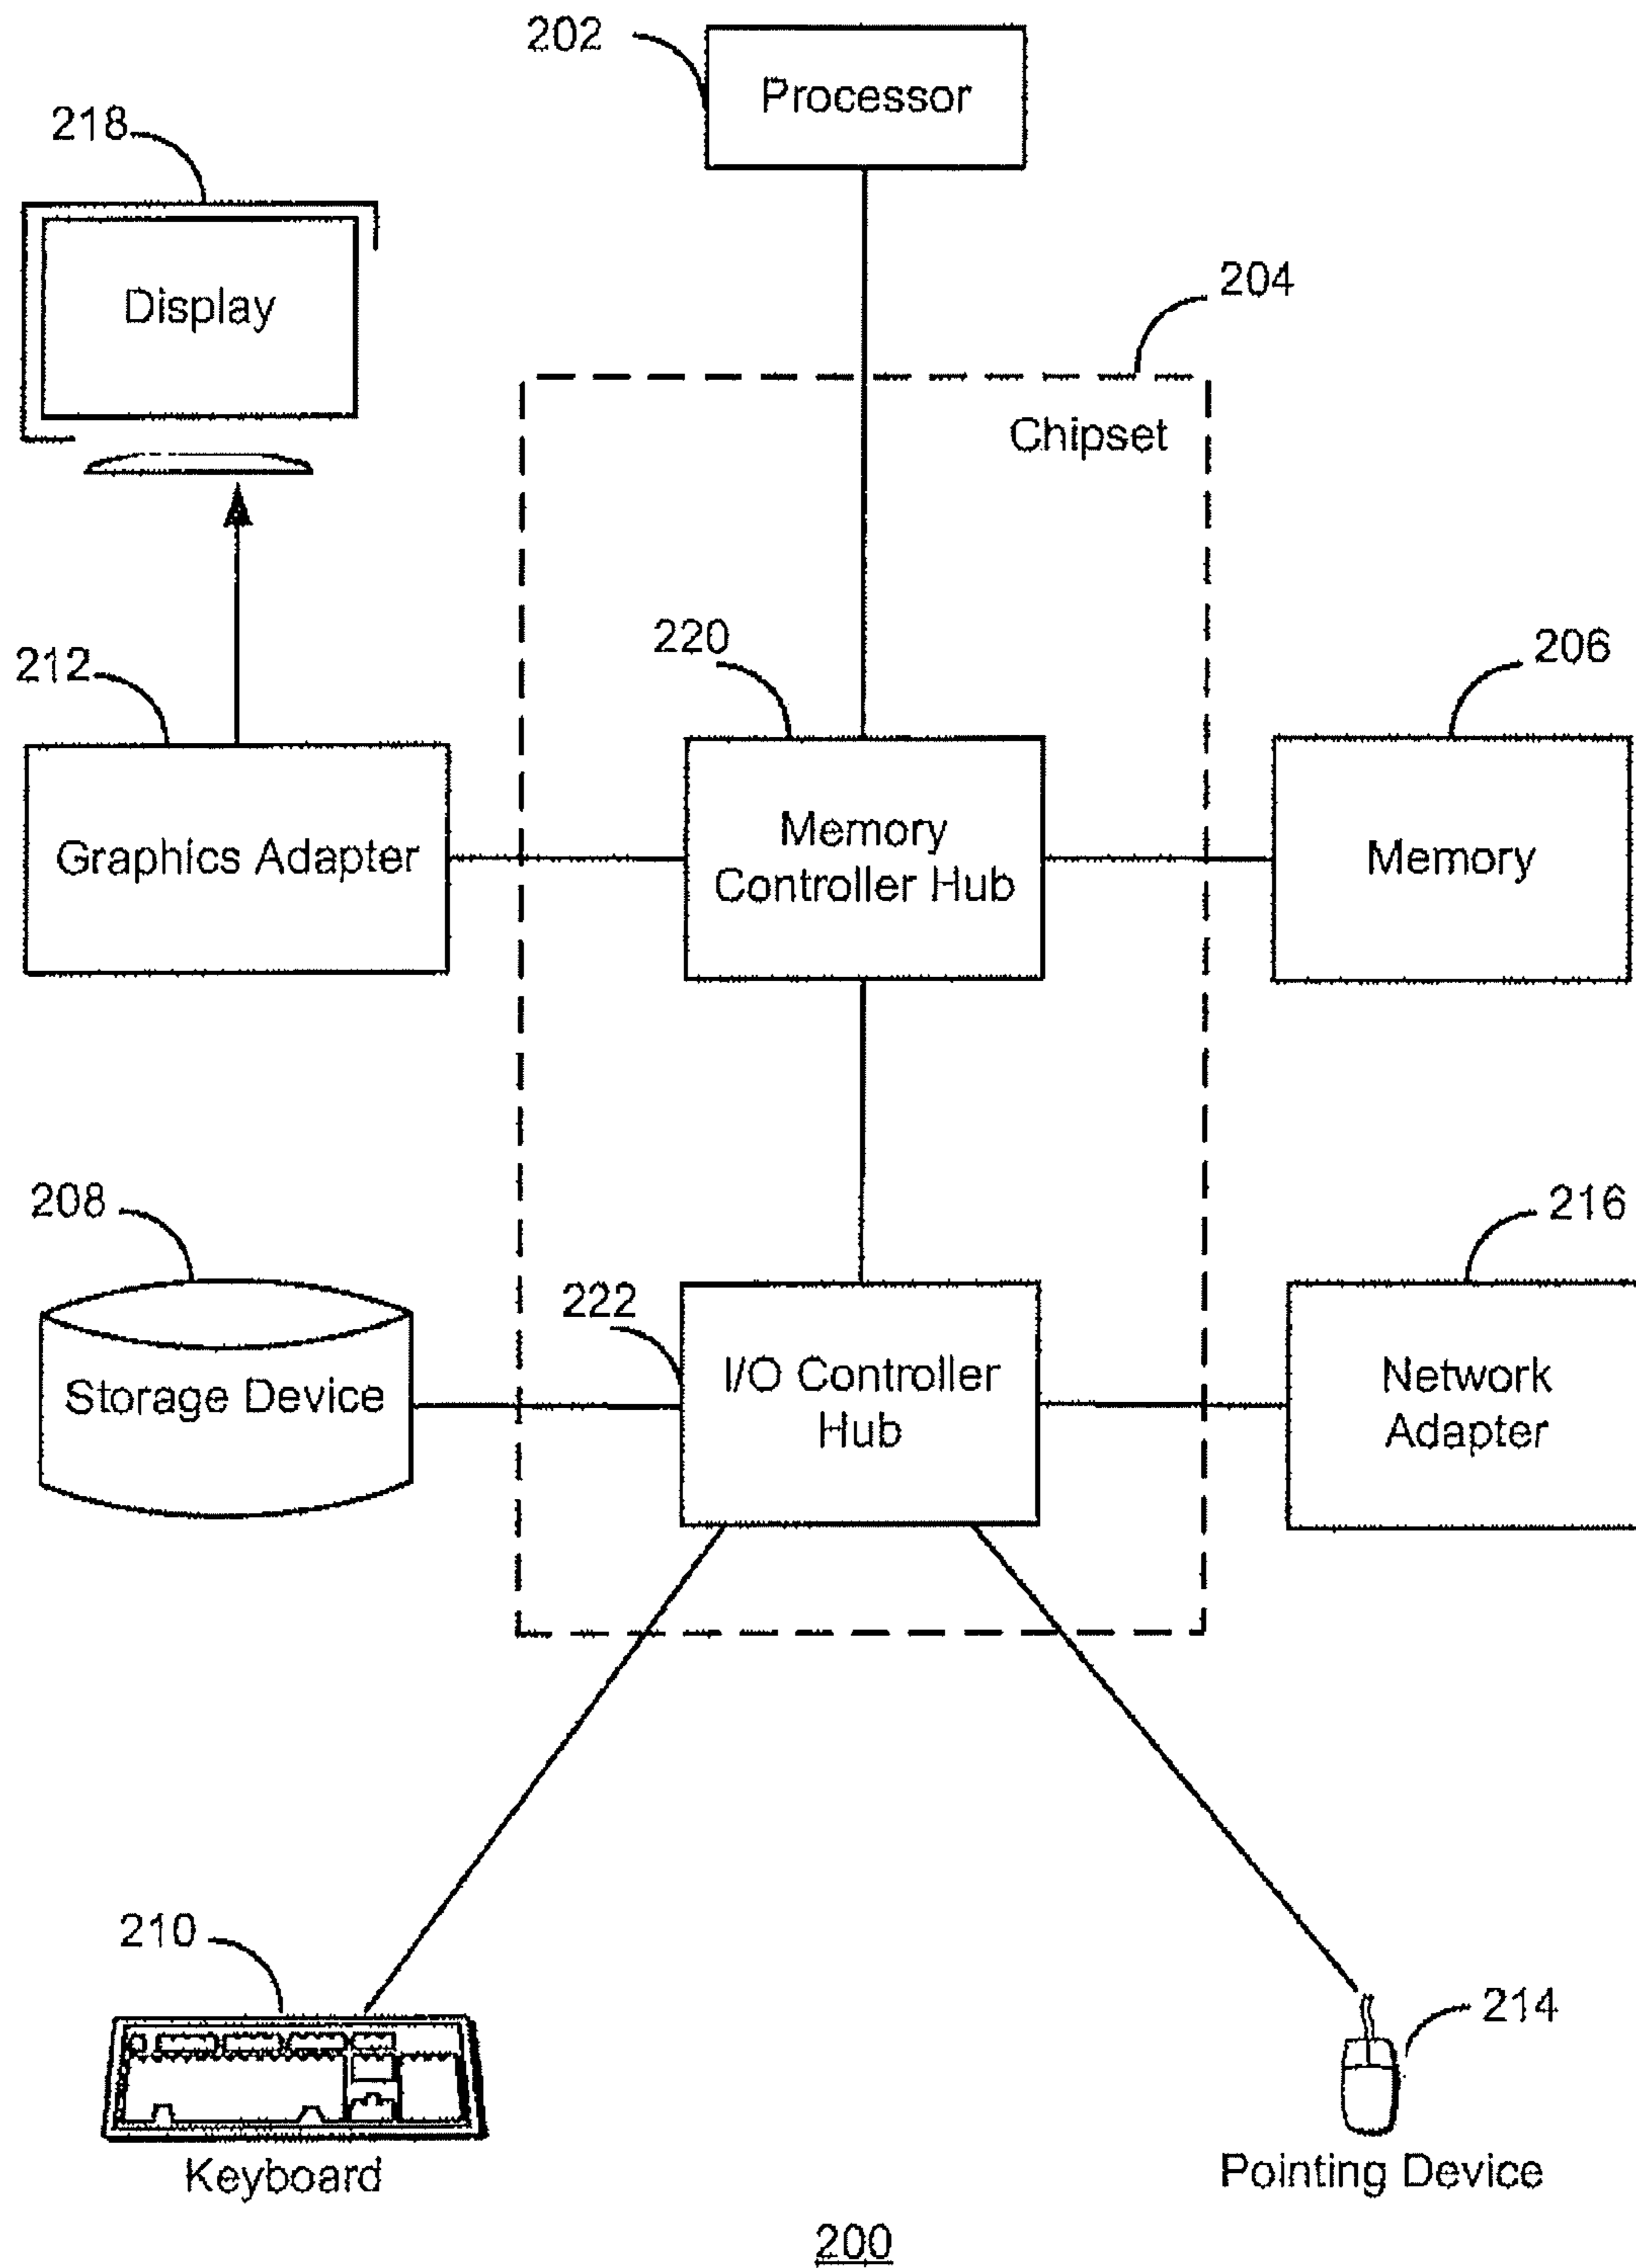 202
Processor
218
Display
204
Chipset
220
206
212
Memory
Controller Hub
Graphics Adapter
Memory
208
216
222
I/O Controller
Hub
Storage Device
Network
Adapter
210
214
Keyboard
Pointing Device
200